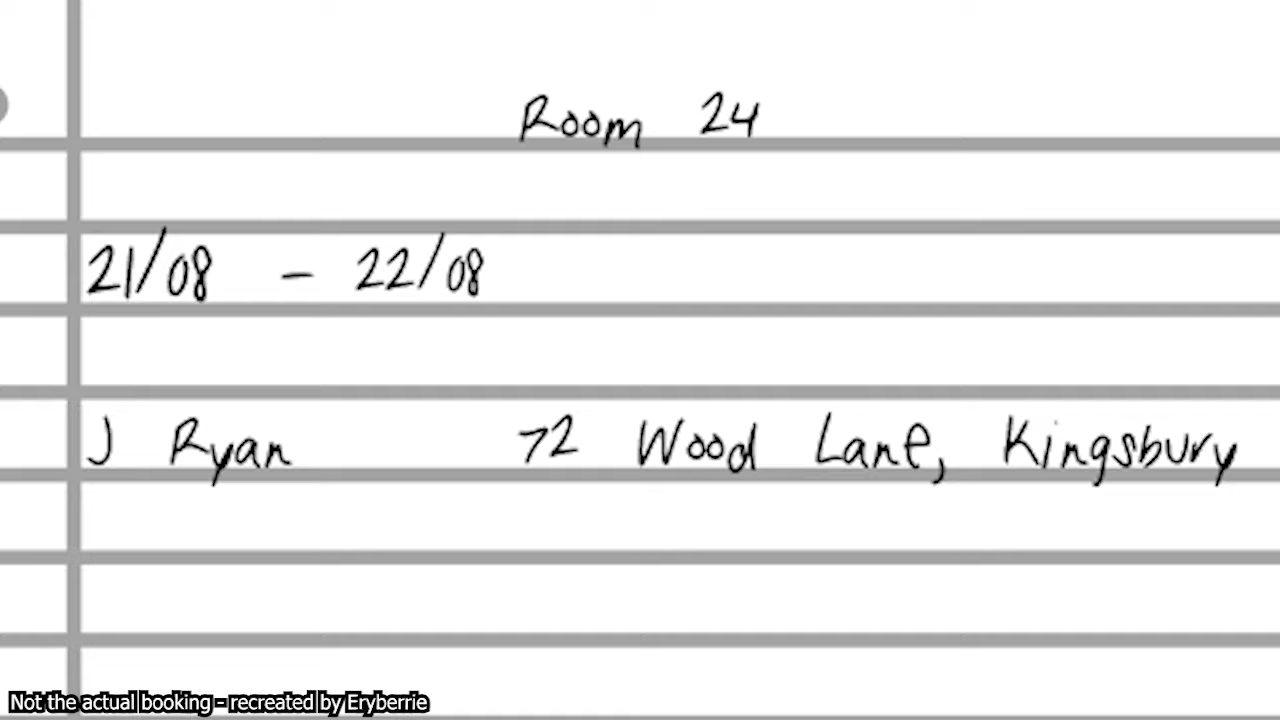 Room 24
21/08 - 22/08
J Ryan 72 Wood Lane, Kingsbury
Not the actual booking - recreated by Eryberrie